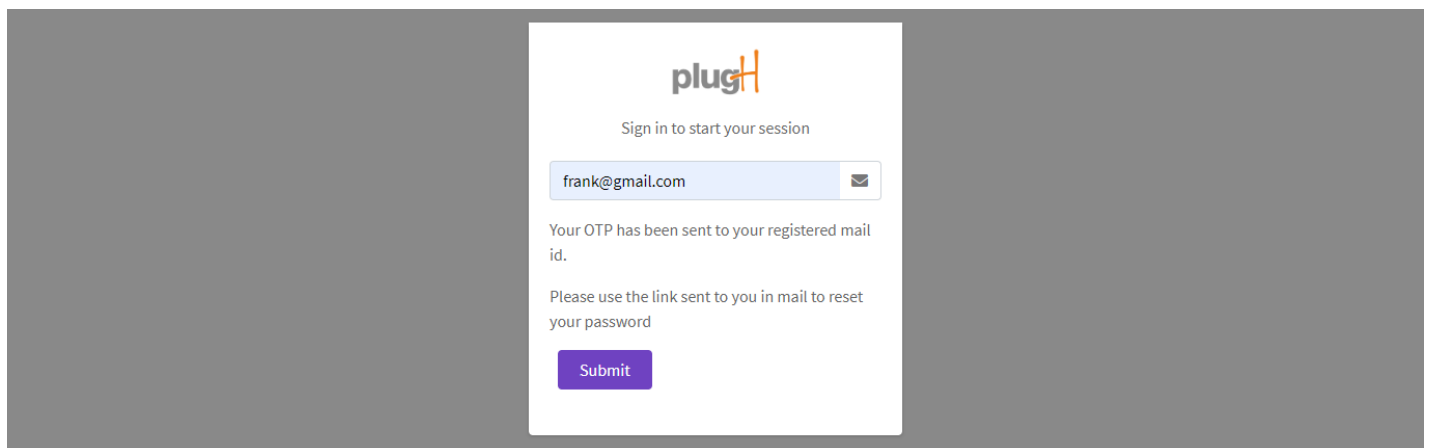 plugH
Sign in to start your session
frank@gmail.com
Your OTP has been sent to your registered mail
id.
Please use the link sent to you in mail to reset
your password
Submit